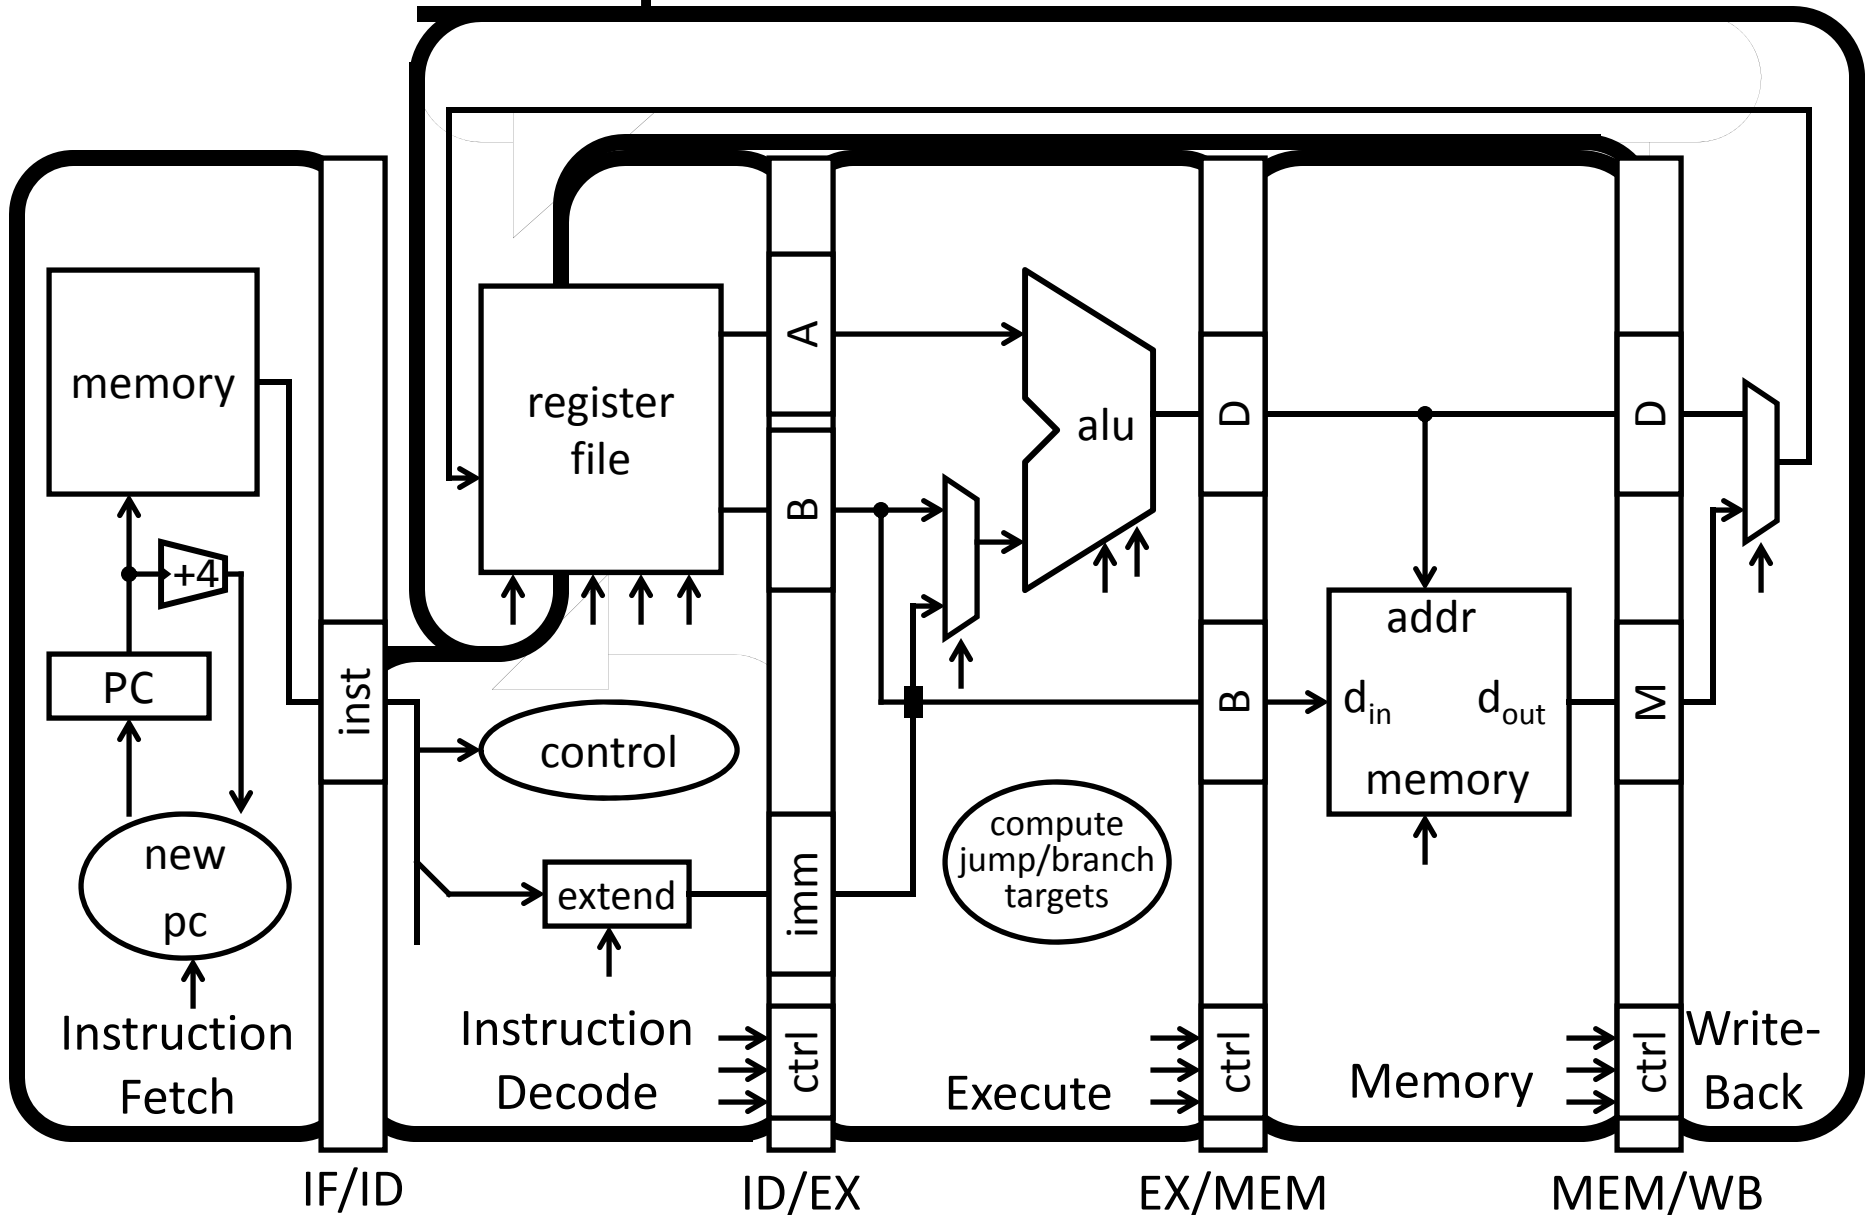 memory
+4
PC
new
pc
Instruction
Fetch
inst
IF/ID
register
file
control
extend
Instruction
Decode
A
B
imm
ctrl
ID/EX
alu
compute
jump/branch
targets
Execute
D
B
ctrl
EX/MEM
addr
din
dout
memory
Memory
D
M
ctrl
MEM/WB
Write-
Back